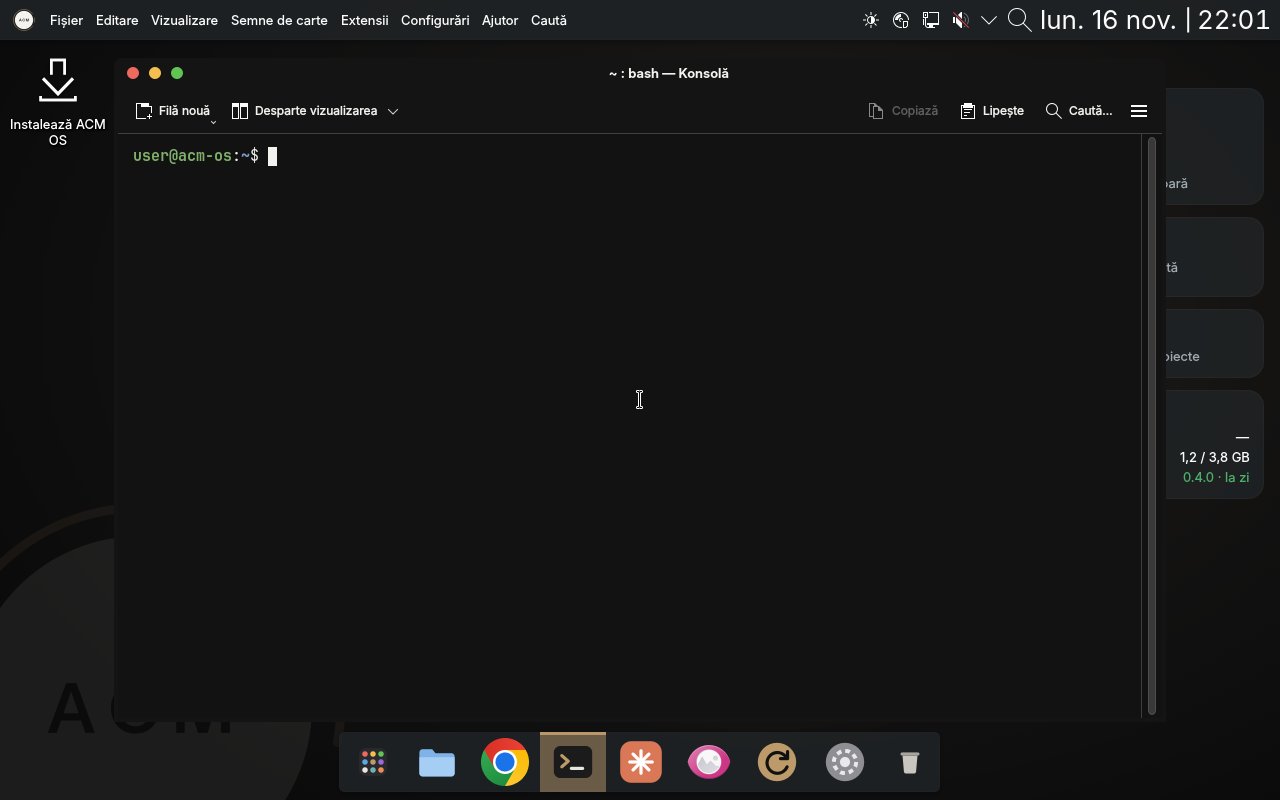 ACM Fișier Editare Vizualizare Semne de carte Extensii Configurări Ajutor Caută lun. 16 nov. | 22:01
Instalează ACM
OS
~ : bash — Konsolă
Filă nouă Desparte vizualizarea Copiază Lipește Caută...
user@acm-os:~$
tă
—
1,2 / 3,8 GB
0.4.0 · la zi
ACM